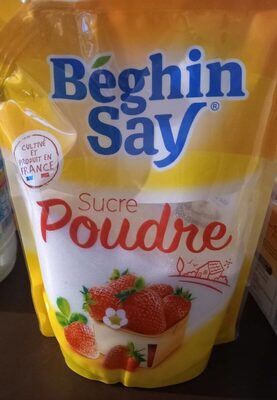 Béghin
Say®
CULTIVÉ
ET
PRODUIT EN
FRANCE
Sucre
Poudre